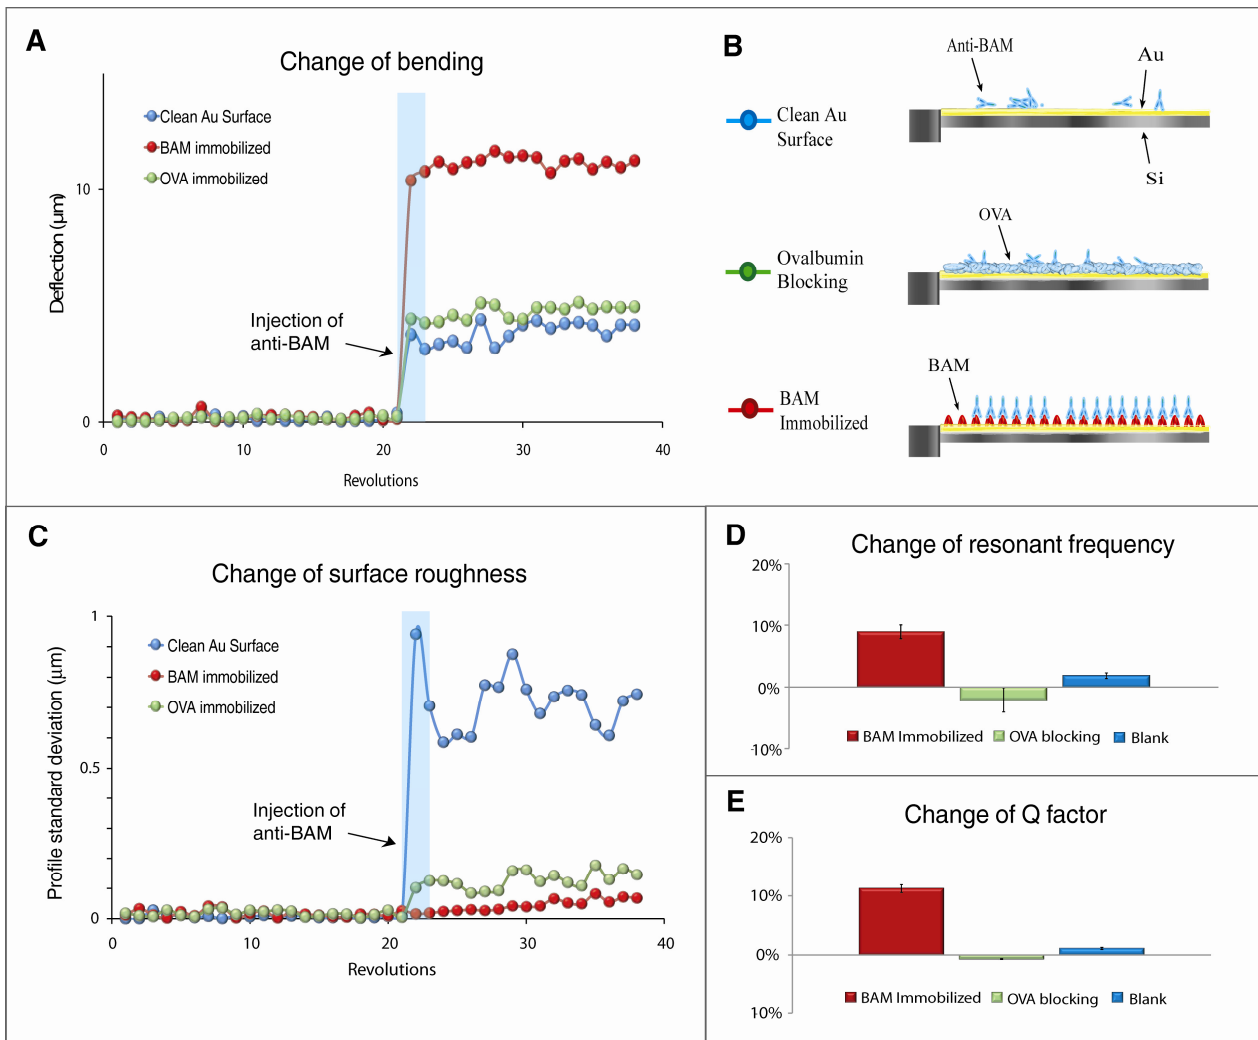 A
Change of bending
Clean Au Surface
BAM immobilized
OVA immobilized
Deflection (µm)
10
0
Injection of
anti-BAM
0
10
20
30
40
Revolutions
B
Clean Au
Surface
Anti-BAM
Au
Si
Ovalbumin
Blocking
OVA
BAM
Immobilized
BAM
C
Change of surface roughness
Clean Au Surface
BAM immobilized
OVA immobilized
Profile standard deviation (µm)
1
0.5
0
Injection of
anti-BAM
0
10
20
30
40
Revolutions
D
Change of resonant frequency
20%
10%
0%
-10%
BAM Immobilized
OVA blocking
Blank
E
Change of Q factor
20%
10%
0%
10%
BAM Immobilized
OVA blocking
Blank